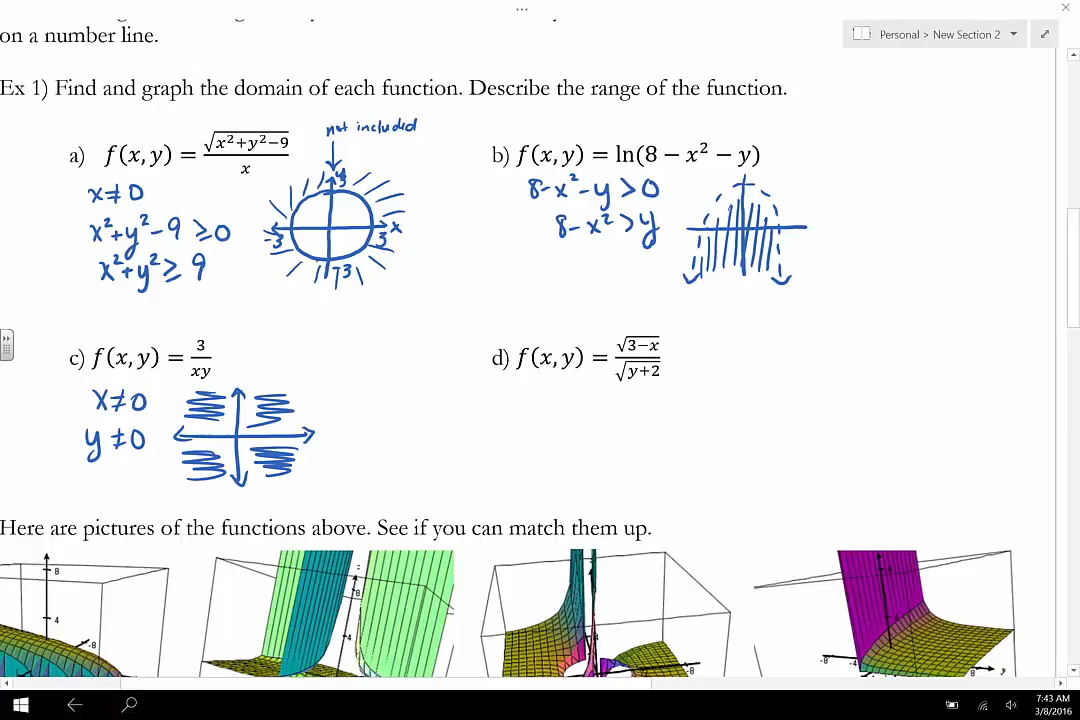 on a number line.
Personal > New Section 2
Ex 1) Find and graph the domain of each function. Describe the range of the function.
not included
a) f(x, y) = √(x²+y²−9) / x
x ≠ 0
x²+y²−9 ≥ 0
x²+y² ≥ 9
y
3
-3
3
x
-3
b) f(x, y) = ln(8 − x² − y)
8−x²−y > 0
8−x² > y
c) f(x, y) = 3 / xy
x ≠ 0
y ≠ 0
d) f(x, y) = √3−x / √y+2
Here are pictures of the functions above. See if you can match them up.
8
4
-8
8
4
4
-8
-8
-4
8
y
7:43 AM
3/8/2016